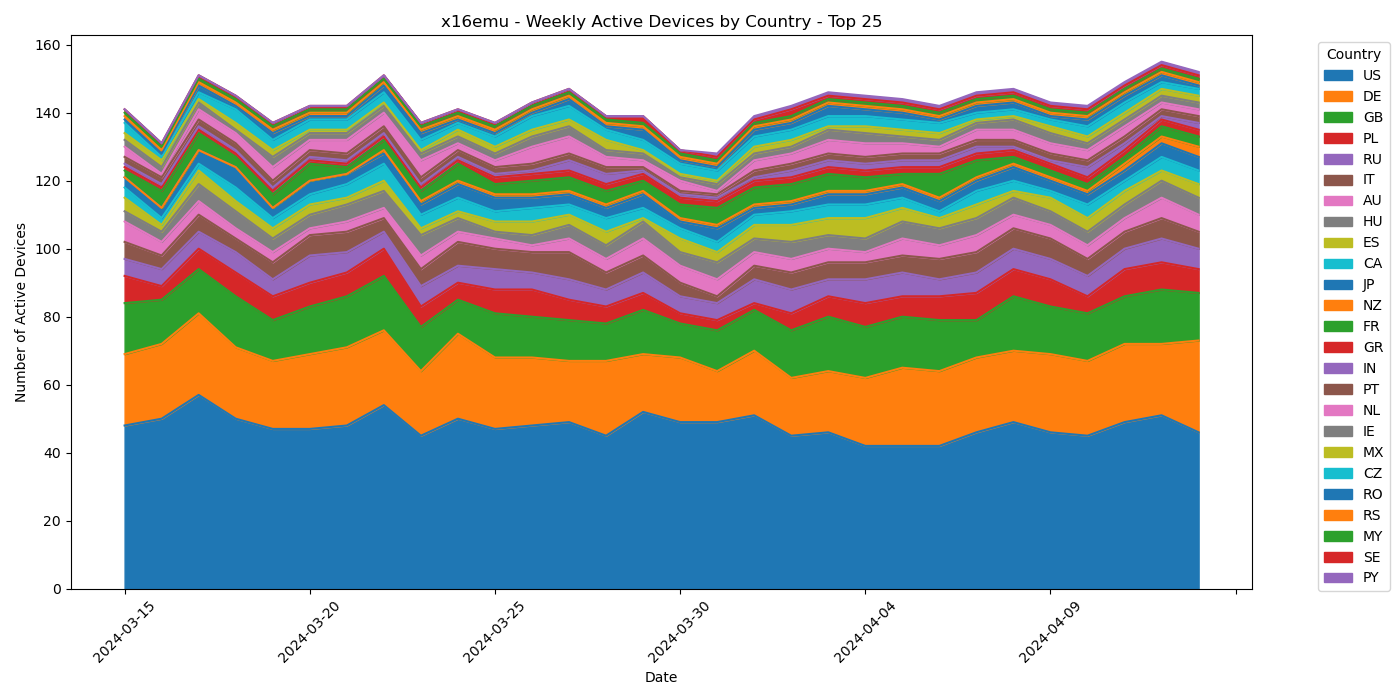 x16emu - Weekly Active Devices by Country - Top 25
160
140
120
100
80
60
40
20
0
Number of Active Devices
2024-03-15
2024-03-20
2024-03-25
2024-03-30
2024-04-04
2024-04-09
Date
Country
US
DE
GB
PL
RU
IT
AU
HU
ES
CA
JP
NZ
FR
GR
IN
PT
NL
IE
MX
CZ
RO
RS
MY
SE
PY